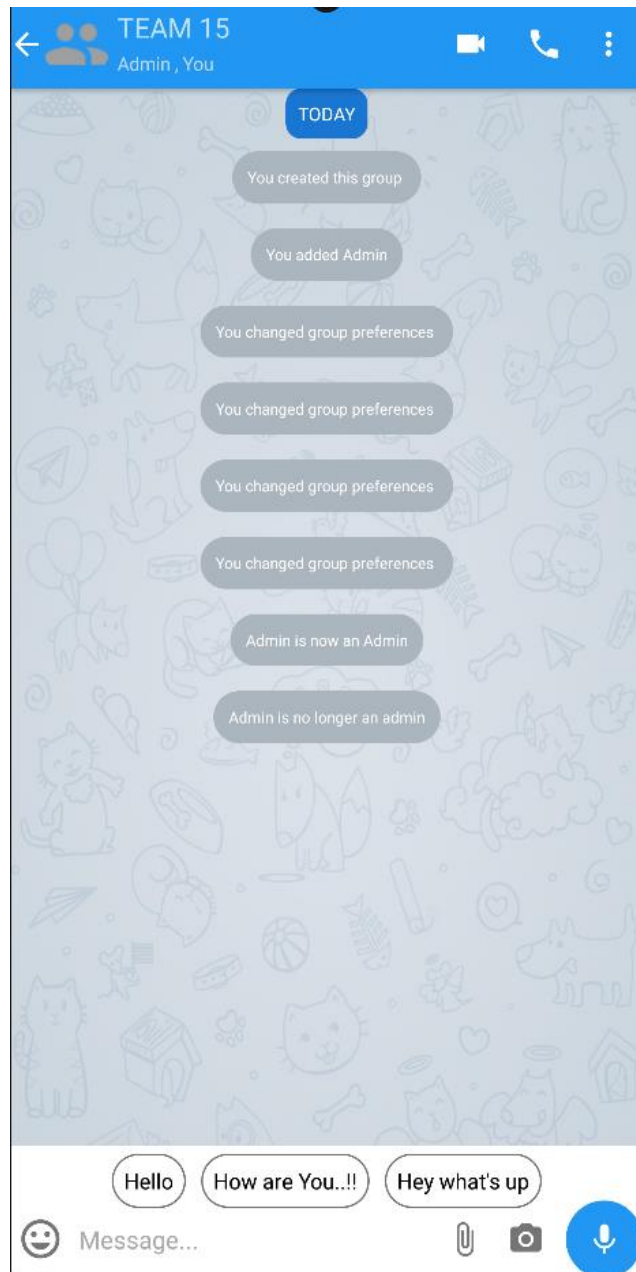 TEAM 15
Admin , You
TODAY
You created this group
You added Admin
You changed group preferences
You changed group preferences
You changed group preferences
You changed group preferences
Admin is now an Admin
Admin is no longer an admin
Hello How are You..!! Hey what's up
Message...